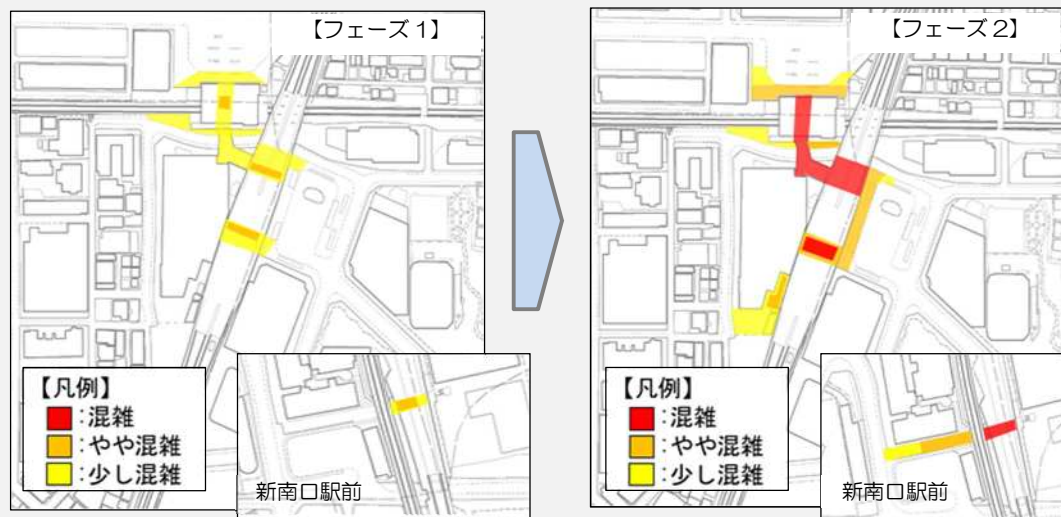 【フェーズ1】
【凡例】
:混雑
:やや混雑
:少し混雑
新南口駅前
【フェーズ2】
【凡例】
:混雑
:やや混雑
:少し混雑
新南口駅前